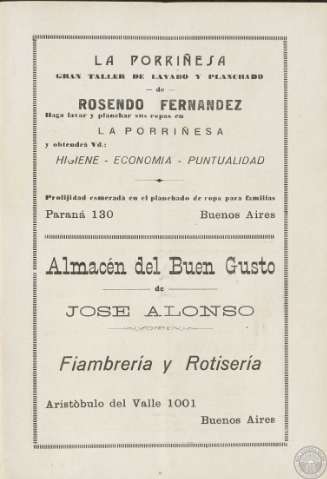 LA PORRIÑESA
GRAN TALLER DE LAVADO Y PLANCHADO
— de —
ROSENDO FERNANDEZ
Haga lavar y planchar sus ropas en
LA PORRIÑESA
y obtendrá Vd.:
HIGIENE - ECONOMIA - PUNTUALIDAD
Prolijidad esmerada en el planchado de ropa para familias
Paraná 130 Buenos Aires
Almacén del Buen Gusto
de
JOSE ALONSO
Fiambrería y Rotisería
Aristòbulo del Valle 1001
Buenos Aires